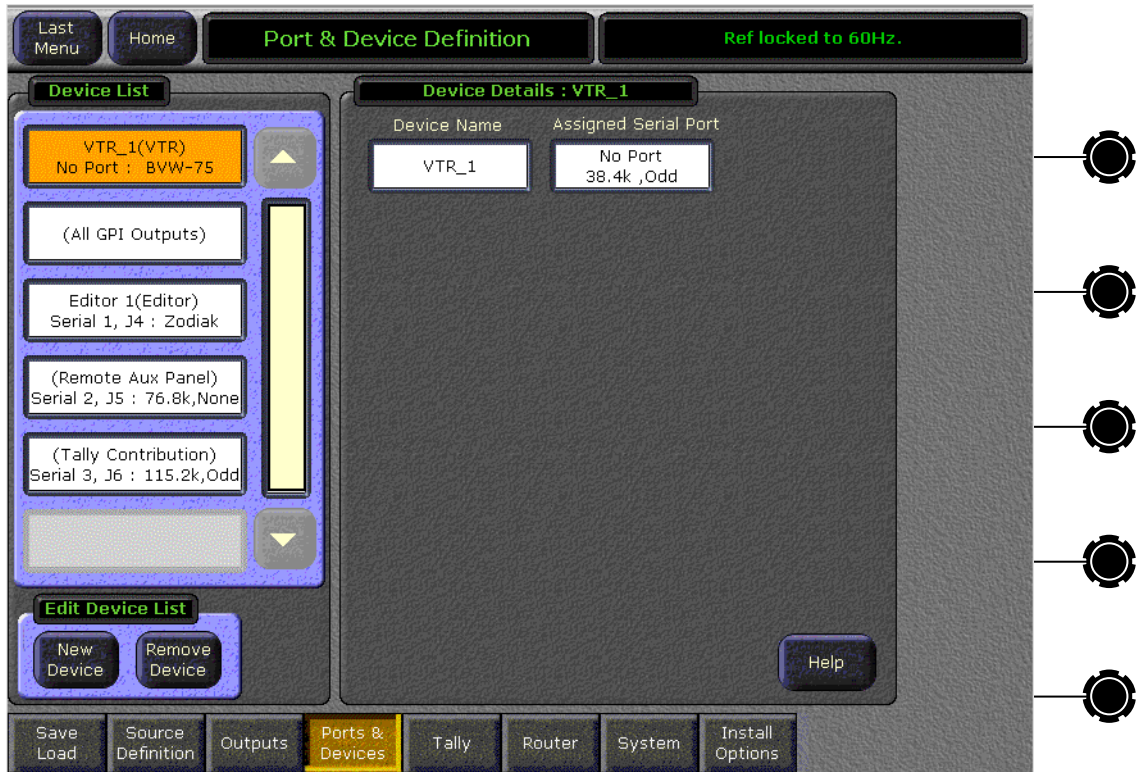 Last
Menu
Home
Port & Device Definition
Ref locked to 60Hz.
Device List
VTR_1(VTR)
No Port : BVW-75
(All GPI Outputs)
Editor 1(Editor)
Serial 1, J4 : Zodiak
(Remote Aux Panel)
Serial 2, J5 : 76.8k,None
(Tally Contribution)
Serial 3, J6 : 115.2k,Odd
Edit Device List
New
Device
Remove
Device
Device Details : VTR_1
Device Name
Assigned Serial Port
VTR_1
No Port
38.4k ,Odd
Help
Save
Load
Source
Definition
Outputs
Ports &
Devices
Tally
Router
System
Install
Options